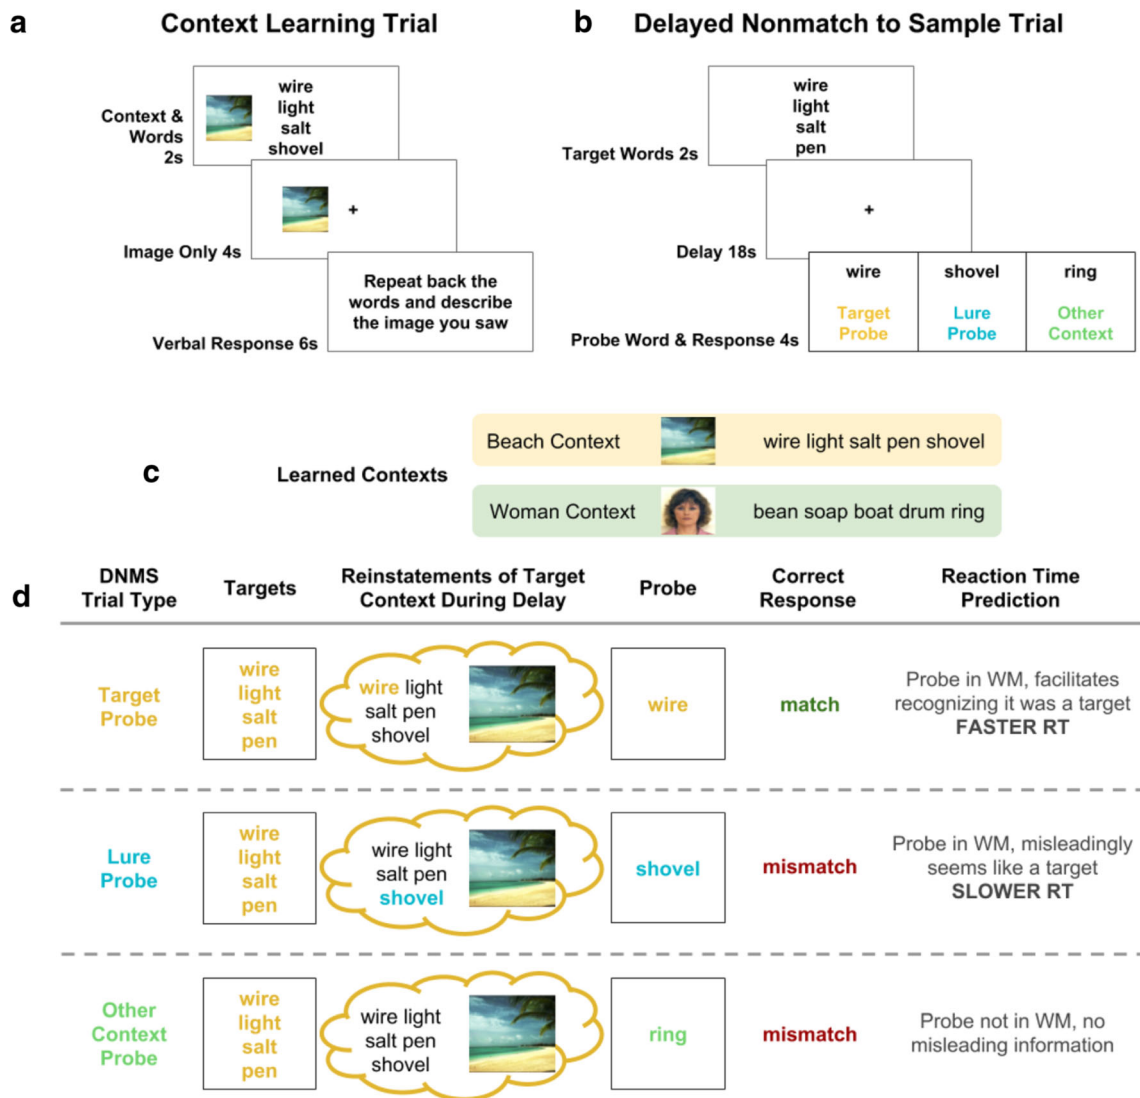 a
Context Learning Trial
Context &
Words
2s
wire
light
salt
shovel
+
Image Only 4s
Repeat back the
words and describe
the image you saw
Verbal Response 6s
b
Delayed Nonmatch to Sample Trial
wire
light
salt
pen
Target Words 2s
+
Delay 18s
wire
Target
Probe
shovel
Lure
Probe
ring
Other
Context
Probe Word & Response 4s
c
Learned Contexts
Beach Context
wire light salt pen shovel
Woman Context
bean soap boat drum ring
d
DNMS
Trial Type
Targets
Reinstatements of Target
Context During Delay
Probe
Correct
Response
Reaction Time
Prediction
Target
Probe
wire
light
salt
pen
wire light
salt pen
shovel
wire
match
Probe in WM, facilitates
recognizing it was a target
FASTER RT
Lure
Probe
wire
light
salt
pen
wire light
salt pen
shovel
shovel
mismatch
Probe in WM, misleadingly
seems like a target
SLOWER RT
Other
Context
Probe
wire
light
salt
pen
wire light
salt pen
shovel
ring
mismatch
Probe not in WM, no
misleading information